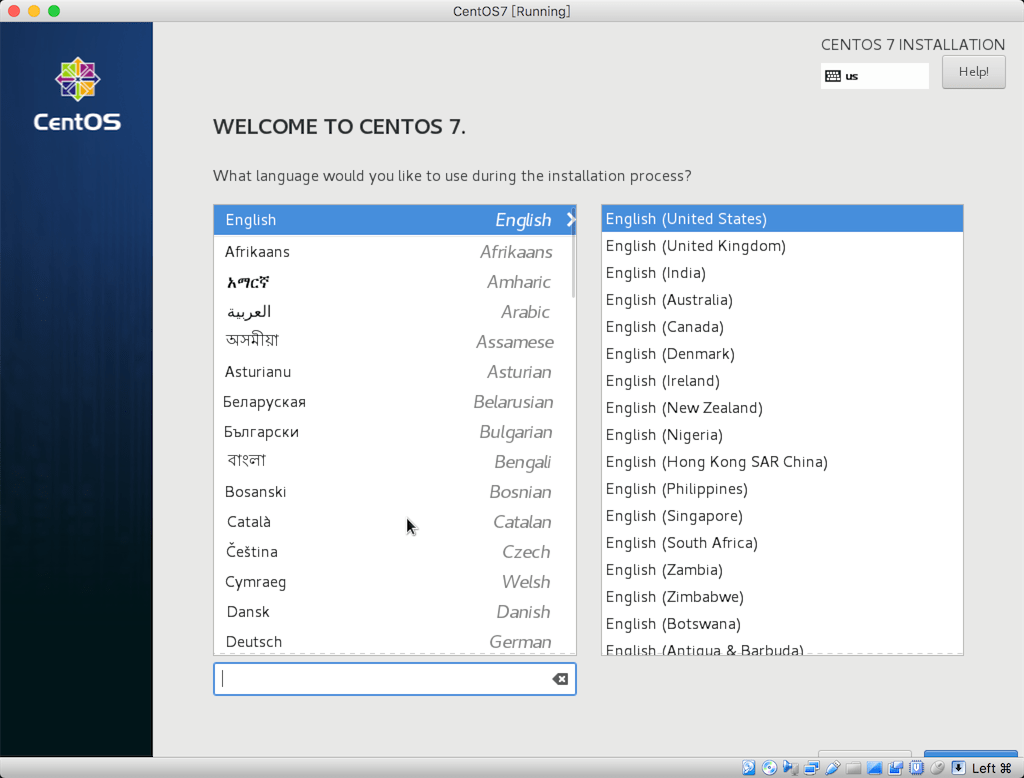 CentOS7 [Running]
CentOS
CENTOS 7 INSTALLATION
us
Help!
WELCOME TO CENTOS 7.
What language would you like to use during the installation process?
English English
Afrikaans Afrikaans
አማርኛ Amharic
العربية Arabic
অসমীয়া Assamese
Asturianu Asturian
Беларуская Belarusian
Български Bulgarian
বাংলা Bengali
Bosanski Bosnian
Català Catalan
Čeština Czech
Cymraeg Welsh
Dansk Danish
Deutsch German
English (United States)
English (United Kingdom)
English (India)
English (Australia)
English (Canada)
English (Denmark)
English (Ireland)
English (New Zealand)
English (Nigeria)
English (Hong Kong SAR China)
English (Philippines)
English (Singapore)
English (South Africa)
English (Zambia)
English (Zimbabwe)
English (Botswana)
English (Antigua & Barbuda)
Left ⌘